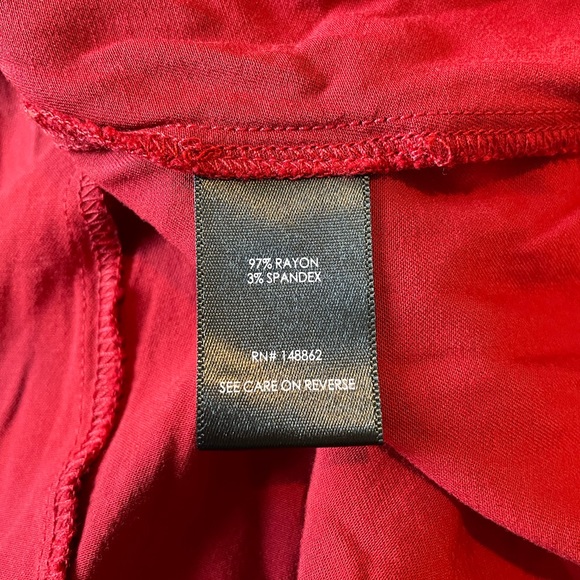 97% RAYON
3% SPANDEX
RN# 148862
SEE CARE ON REVERSE